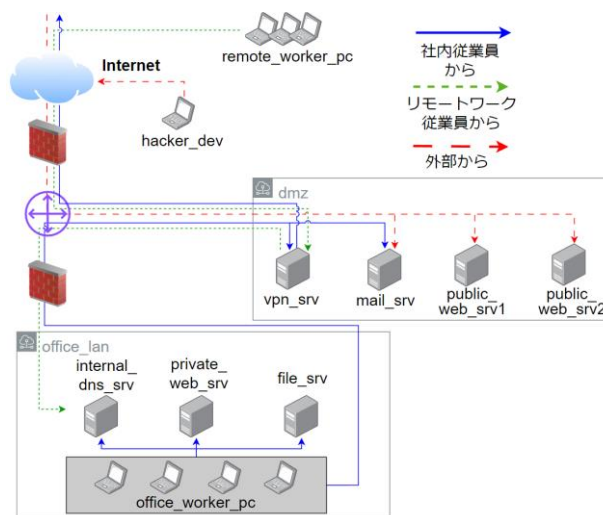 remote_worker_pc
Internet
hacker_dev
社内従業員
から
リモートワーク
従業員から
外部から
dmz
vpn_srv
mail_srv
public_
web_srv1
public_
web_srv2
office_lan
internal_
dns_srv
private_
web_srv
file_srv
office_worker_pc